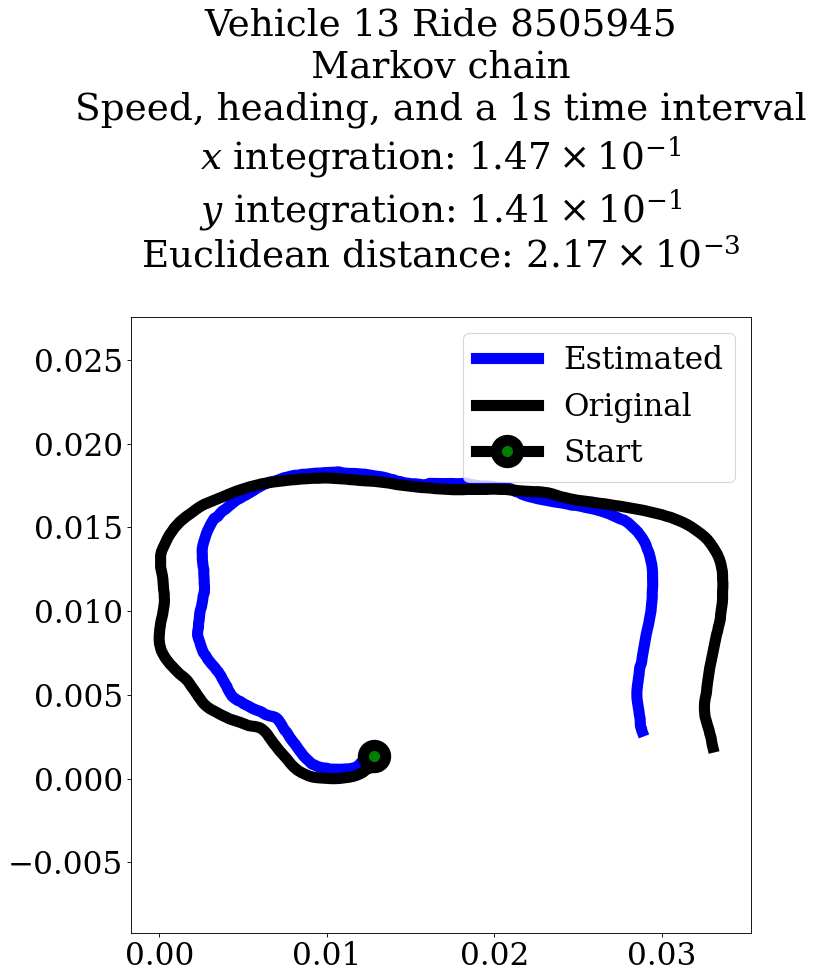 Vehicle 13 Ride 8505945
Markov chain
Speed, heading, and a 1s time interval
x integration: 1.47 × 10⁻¹
y integration: 1.41 × 10⁻¹
Euclidean distance: 2.17 × 10⁻³
Estimated
Original
Start
0.025
0.020
0.015
0.010
0.005
0.000
−0.005
0.00 0.01 0.02 0.03